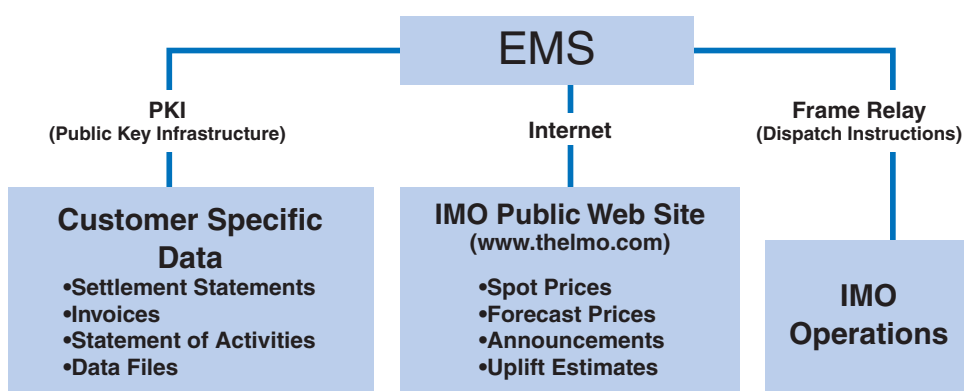 EMS
PKI
(Public Key Infrastructure)
Internet
Frame Relay
(Dispatch Instructions)
Customer Specific
Data
•Settlement Statements
•Invoices
•Statement of Activities
•Data Files
IMO Public Web Site
(www.theImo.com)
•Spot Prices
•Forecast Prices
•Announcements
•Uplift Estimates
IMO
Operations